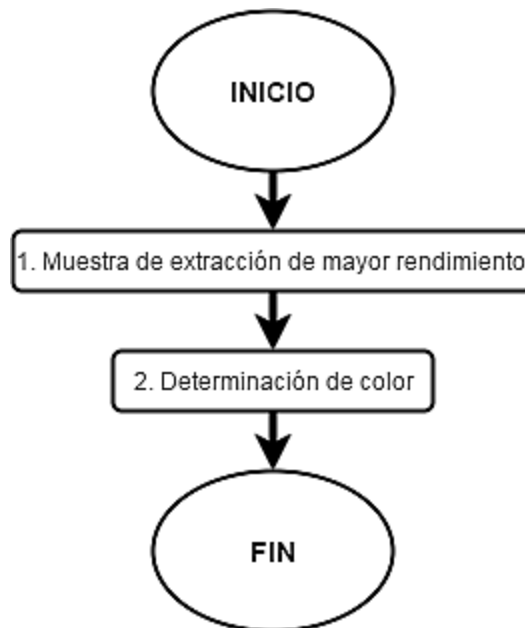 INICIO
1. Muestra de extracción de mayor rendimiento
2. Determinación de color
FIN